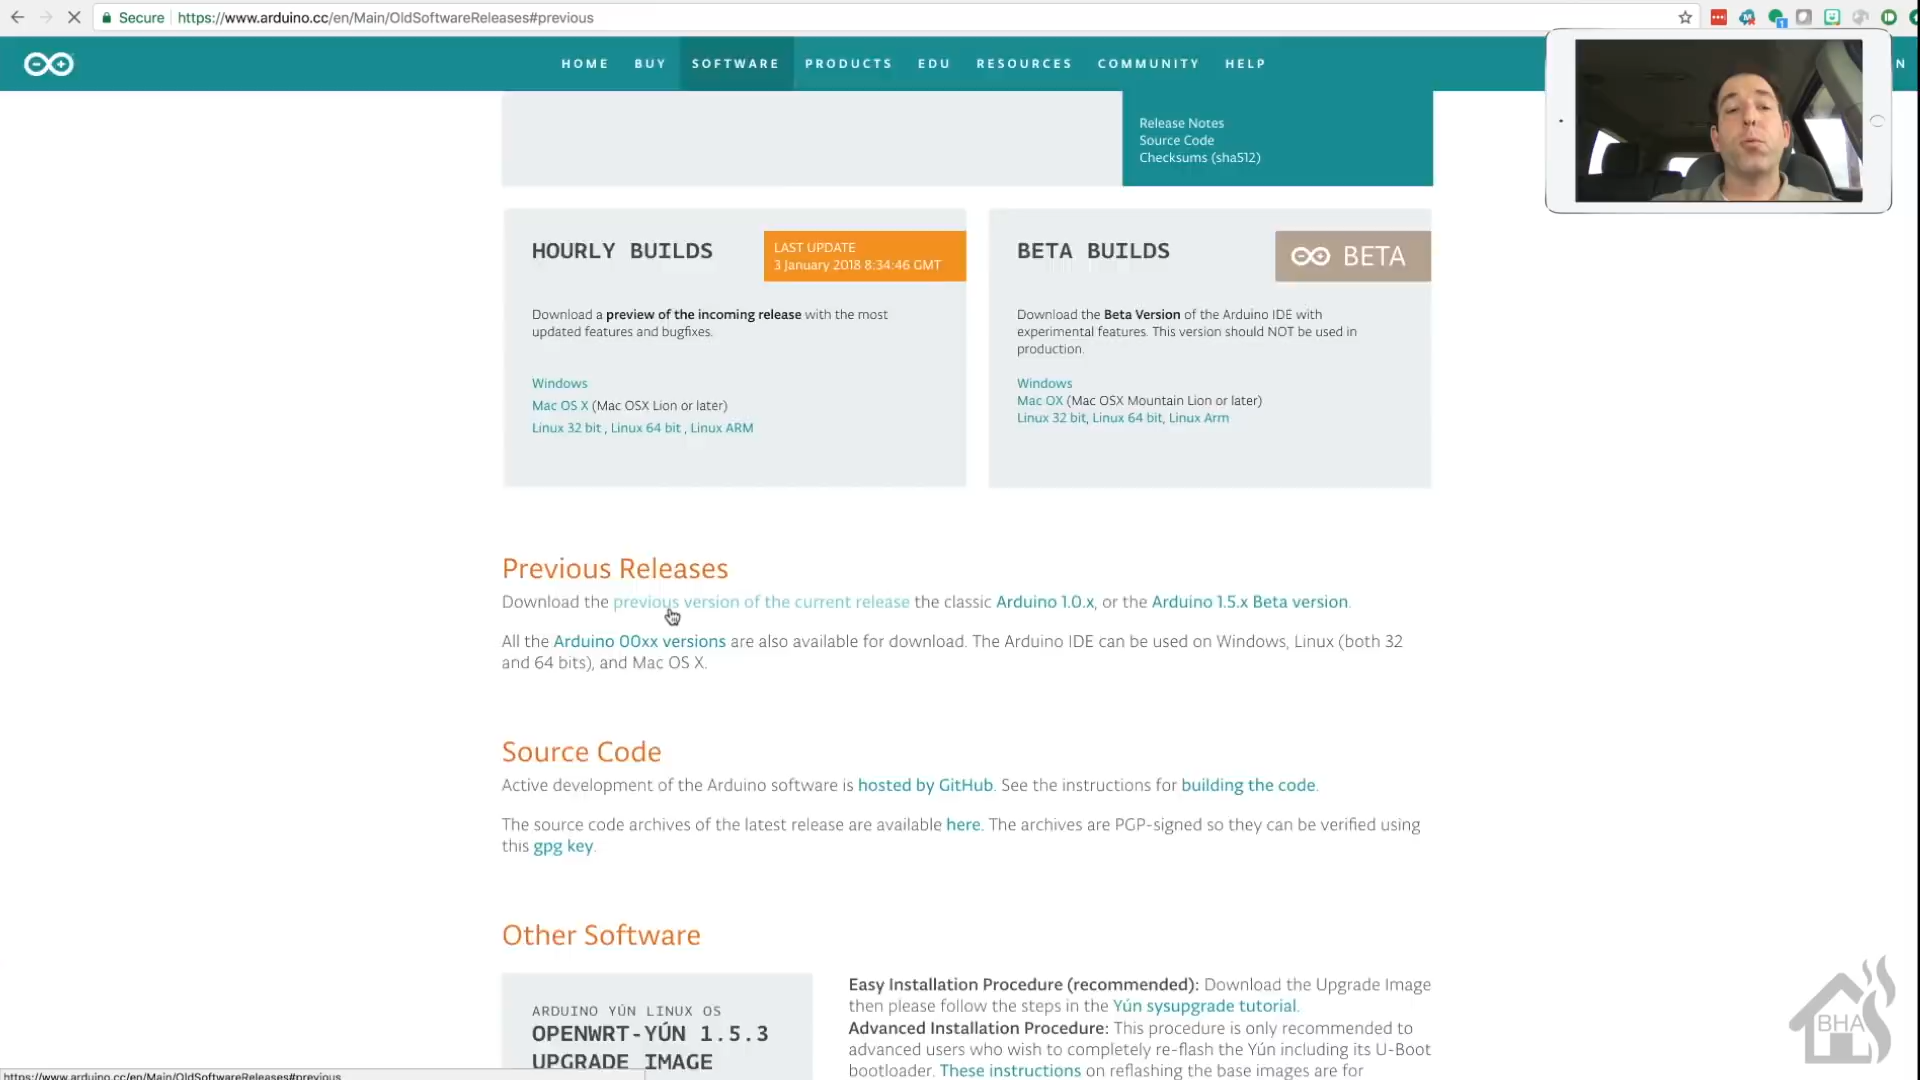 Secure
https://www.arduino.cc/en/Main/OldSoftwareReleases#previous
HOME BUY SOFTWARE PRODUCTS EDU RESOURCES COMMUNITY HELP
N
Release Notes
Source Code
Checksums (sha512)
HOURLY BUILDS
LAST UPDATE
3 January 2018 8:34:46 GMT
Download a preview of the incoming release with the most
updated features and bugfixes.
Windows
Mac OS X (Mac OSX Lion or later)
Linux 32 bit , Linux 64 bit , Linux ARM
BETA BUILDS
BETA
Download the Beta Version of the Arduino IDE with
experimental features. This version should NOT be used in
production.
Windows
Mac OX (Mac OSX Mountain Lion or later)
Linux 32 bit, Linux 64 bit, Linux Arm
Previous Releases
Download the previous version of the current release the classic Arduino 1.0.x, or the Arduino 1.5.x Beta version.
All the Arduino 00xx versions are also available for download. The Arduino IDE can be used on Windows, Linux (both 32
and 64 bits), and Mac OS X.
Source Code
Active development of the Arduino software is hosted by GitHub. See the instructions for building the code.
The source code archives of the latest release are available here. The archives are PGP-signed so they can be verified using
this gpg key.
Other Software
ARDUINO YÚN LINUX OS
OPENWRT-YÚN 1.5.3
UPGRADE IMAGE
Easy Installation Procedure (recommended): Download the Upgrade Image
then please follow the steps in the Yún sysupgrade tutorial.
Advanced Installation Procedure: This procedure is only recommended to
advanced users who wish to completely re-flash the Yún including its U-Boot
bootloader. These instructions on reflashing the base images are for
BHA
https://www.arduino.cc/en/Main/OldSoftwareReleases#previous